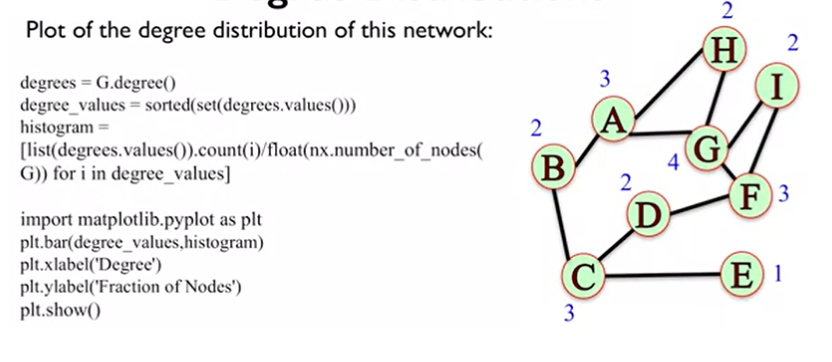 Plot of the degree distribution of this network:
degrees = G.degree()
degree_values = sorted(set(degrees.values()))
histogram =
[list(degrees.values()).count(i)/float(nx.number_of_nodes(
G)) for i in degree_values]
import matplotlib.pyplot as plt
plt.bar(degree_values,histogram)
plt.xlabel('Degree')
plt.ylabel('Fraction of Nodes')
plt.show()
2
H
2
I
3
A
2
B
4
G
2
D
F
3
C
3
E
1